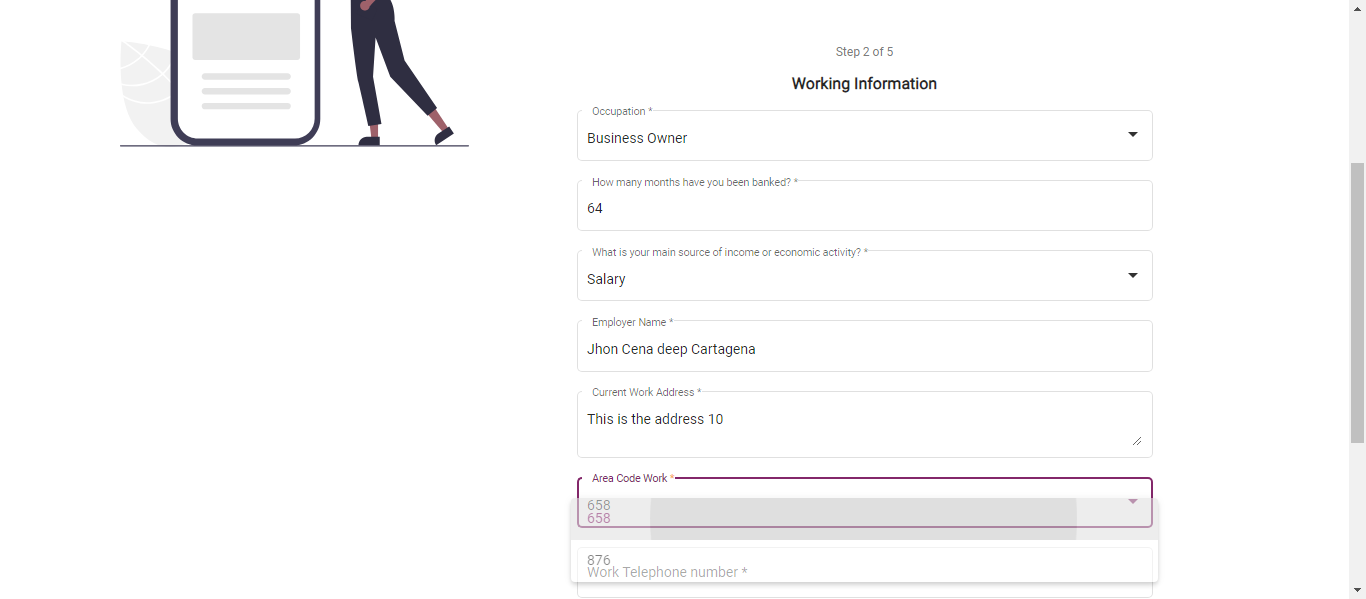 Step 2 of 5
Working Information
Occupation *
Business Owner
How many months have you been banked? *
64
What is your main source of income or economic activity? *
Salary
Employer Name *
Jhon Cena deep Cartagena
Current Work Address *
This is the address 10
Area Code Work *
658
658
876
Work Telephone number *